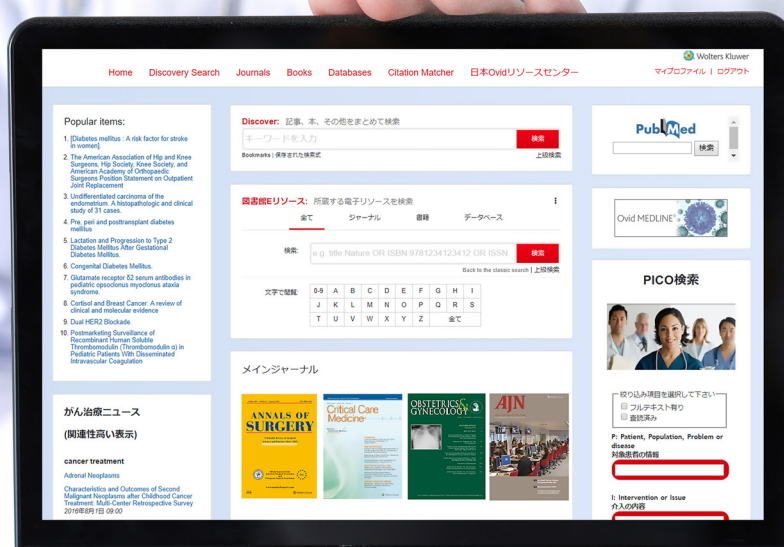 Wolters Kluwer
Home Discovery Search Journals Books Databases Citation Matcher 日本Ovidリソースセンター
マイプロファイル | ログアウト
Popular items:
1. [Diabetes mellitus : A risk factor for stroke
in women].
2. The American Association of Hip and Knee
Surgeons, Hip Society, Knee Society, and
American Academy of Orthopaedic
Surgeons Position Statement on Outpatient
Joint Replacement
3. Undifferentiated carcinoma of the
endometrium. A histopathologic and clinical
study of 31 cases.
4. Pre, peri and posttransplant diabetes
mellitus
5. Lactation and Progression to Type 2
Diabetes Mellitus After Gestational
Diabetes Mellitus.
6. Congenital Diabetes Mellitus.
7. Glutamate receptor δ2 serum antibodies in
pediatric opsoclonus myoclonus ataxia
syndrome.
8. Cortisol and Breast Cancer: A review of
clinical and molecular evidence
9. Dual HER2 Blockade.
10. Postmarketing Surveillance of
Recombinant Human Soluble
Thrombomodulin (Thrombomodulin α) in
Pediatric Patients With Disseminated
Intravascular Coagulation
がん治療ニュース
(関連性高い表示)
cancer treatment
Adrenal Neoplasms
Characteristics and Outcomes of Second
Malignant Neoplasms after Childhood Cancer
Treatment: Multi-Center Retrospective Survey
2016年8月1日 09:00
Discover: 記事、本、その他をまとめて検索
キーワードを入力
検索
Bookmarks | 保存された検索式
上級検索
図書館Eリソース: 所蔵する電子リソースを検索
全て ジャーナル 書籍 データベース
検索: e.g. title:Nature OR ISBN:9781234123412 OR ISSN: 検索
Back to the classic search | 上級検索
文字で閲覧: 0-9 A B C D E F G H I
J K L M N O P Q R S
T U V W X Y Z 全て
メインジャーナル
ANNALS OF
SURGERY
Critical Care
Medicine
OBSTETRICS&
GYNECOLOGY
AJN
PubMed
検索
Ovid MEDLINE®
PICO検索
絞り込み項目を選択して下さい
フルテキスト有り
査読済み
P: Patient, Population, Problem or
disease
対象患者の情報
I: Intervention or Issue
介入の内容